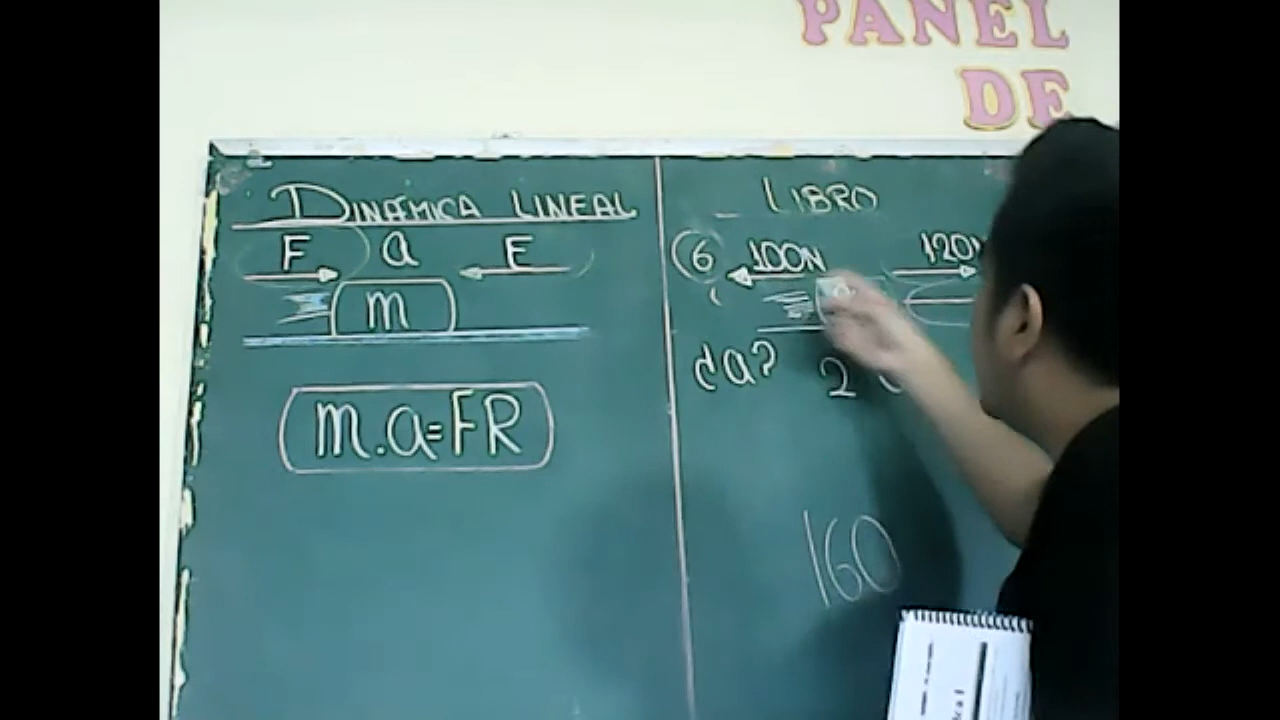 PANEL
DE
DINÁMICA LINEAL
F a F
m
m.a=FR
LIBRO
6 100N 120N
¿a?
2
160